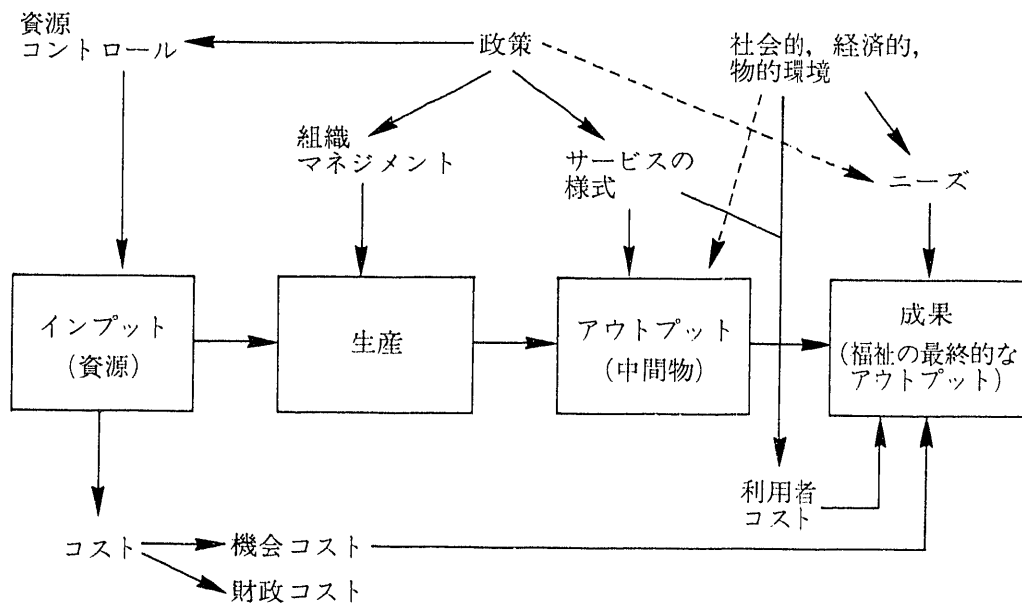 資源
コントロール
政策
社会的, 経済的,
物的環境
組織
マネジメント
サービスの
様式
ニーズ
インプット
(資源)
生産
アウトプット
(中間物)
成果
(福祉の最終的な
アウトプット)
利用者
コスト
コスト
機会コスト
財政コスト